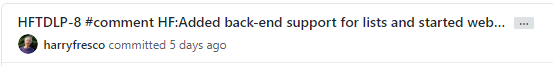 HFTDLP-8 #comment HF:Added back-end support for lists and started web... ...
harryfresco committed 5 days ago